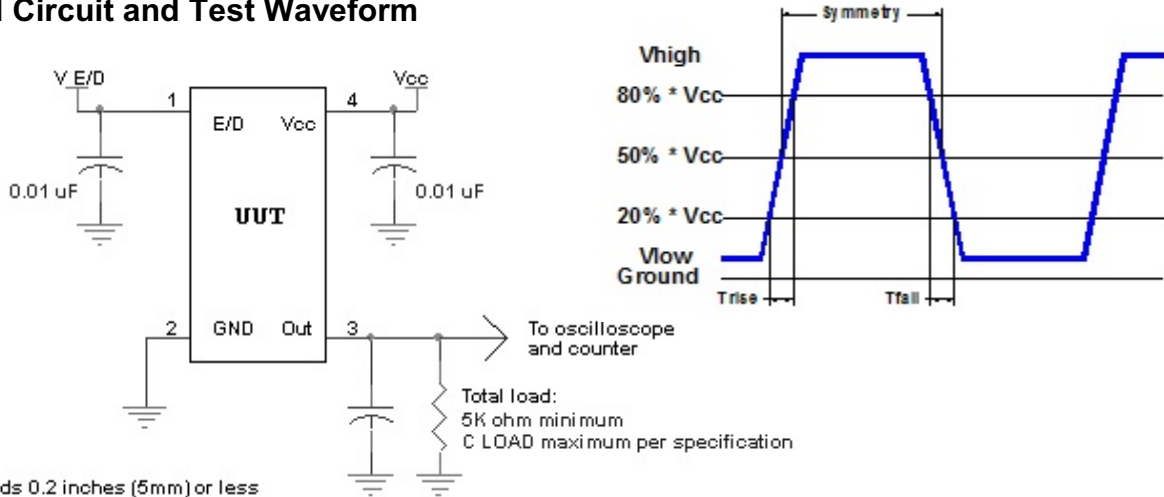 Circuit and Test Waveform
V E/D
Vcc
1
4
E/D Vcc
0.01 uF
0.01 uF
UUT
2
GND Out
3
To oscilloscope
and counter
Total load:
5K ohm minimum
C LOAD maximum per specification
0.2 inches (5mm) or less
Symmetry
Vhigh
80% * Vcc
50% * Vcc
20% * Vcc
Vlow
Ground
Trise
Tfall